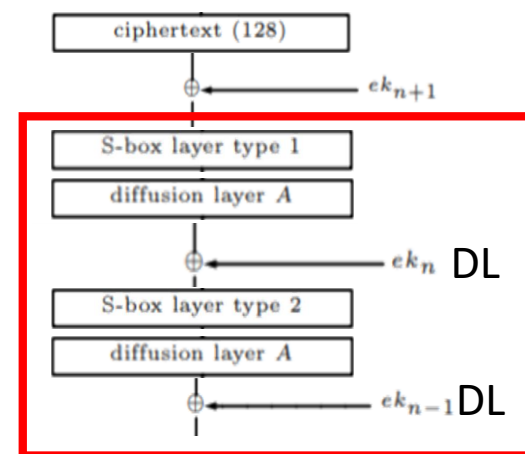 ciphertext (128)
ek_{n+1}
S-box layer type 1
diffusion layer A
ek_n DL
S-box layer type 2
diffusion layer A
ek_{n-1} DL